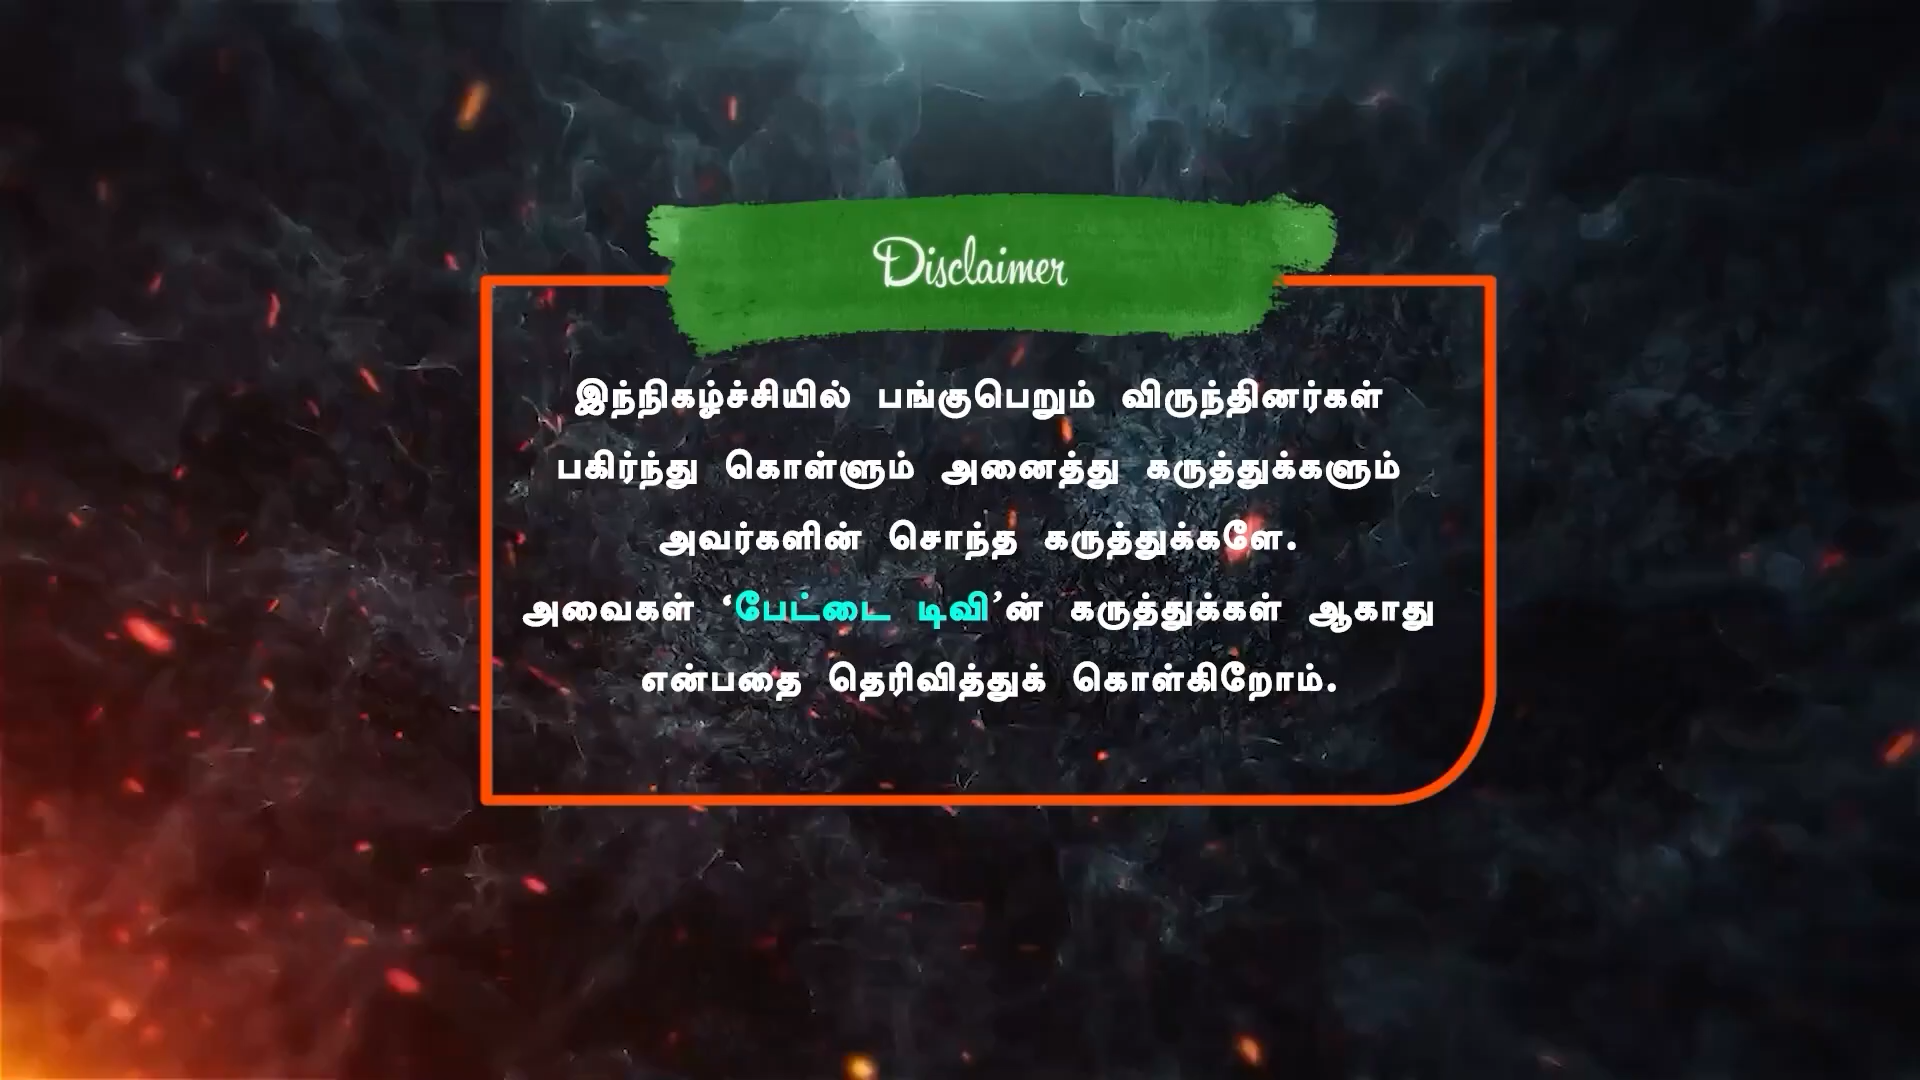 Disclaimer
இந்நிகழ்ச்சியில் பங்குபெறும் விருந்தினர்கள்
பகிர்ந்து கொள்ளும் அனைத்து கருத்துக்களும்
அவர்களின் சொந்த கருத்துக்களே.
அவைகள் ‘பேட்டை டிவி’ன் கருத்துக்கள் ஆகாது
என்பதை தெரிவித்துக் கொள்கிறோம்.